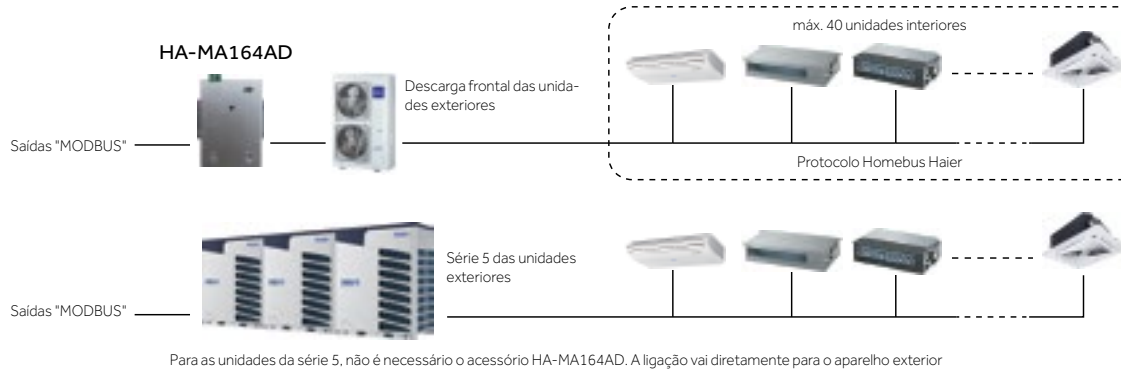 máx. 40 unidades interiores
HA-MA164AD
Descarga frontal das unida-
des exteriores
Saídas "MODBUS"
Protocolo Homebus Haier
Série 5 das unidades
exteriores
Saídas "MODBUS"
Para as unidades da série 5, não é necessário o acessório HA-MA164AD. A ligação vai diretamente para o aparelho exterior